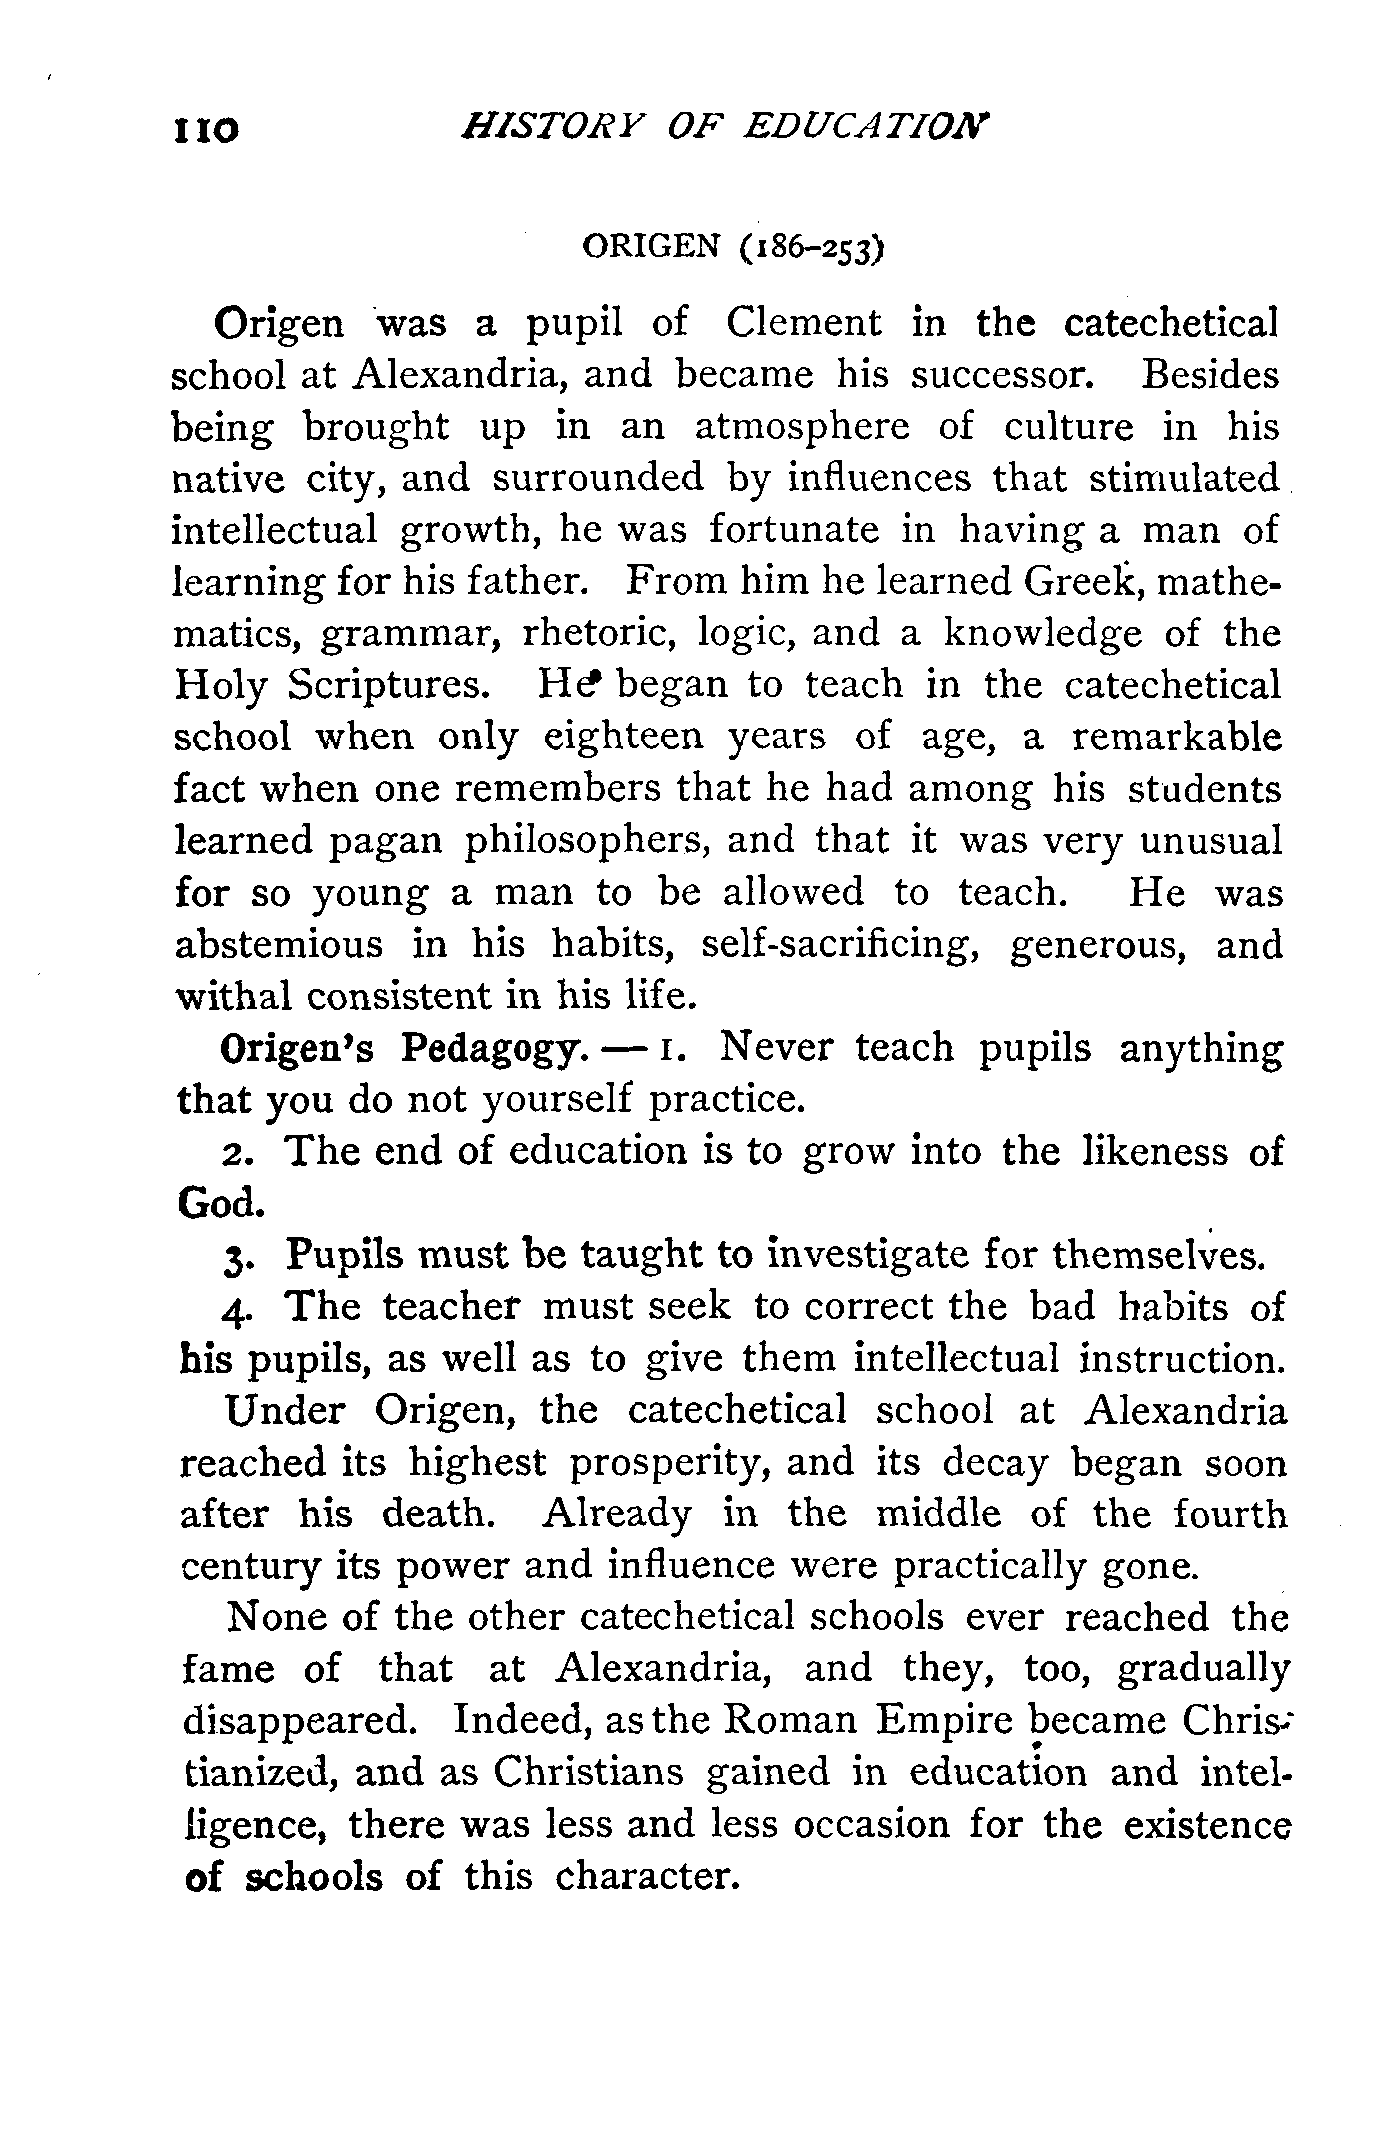 110 HISTORY OF EDUCATION
ORIGEN (186–253)
Origen was a pupil of Clement in the catechetical
school at Alexandria, and became his successor. Besides
being brought up in an atmosphere of culture in his
native city, and surrounded by influences that stimulated
intellectual growth, he was fortunate in having a man of
learning for his father. From him he learned Greek, mathe-
matics, grammar, rhetoric, logic, and a knowledge of the
Holy Scriptures. He began to teach in the catechetical
school when only eighteen years of age, a remarkable
fact when one remembers that he had among his students
learned pagan philosophers, and that it was very unusual
for so young a man to be allowed to teach. He was
abstemious in his habits, self-sacrificing, generous, and
withal consistent in his life.
Origen's Pedagogy. — 1. Never teach pupils anything
that you do not yourself practice.
2. The end of education is to grow into the likeness of
God.
3. Pupils must be taught to investigate for themselves.
4. The teacher must seek to correct the bad habits of
his pupils, as well as to give them intellectual instruction.
Under Origen, the catechetical school at Alexandria
reached its highest prosperity, and its decay began soon
after his death. Already in the middle of the fourth
century its power and influence were practically gone.
None of the other catechetical schools ever reached the
fame of that at Alexandria, and they, too, gradually
disappeared. Indeed, as the Roman Empire became Chris-
tianized, and as Christians gained in education and intel-
ligence, there was less and less occasion for the existence
of schools of this character.